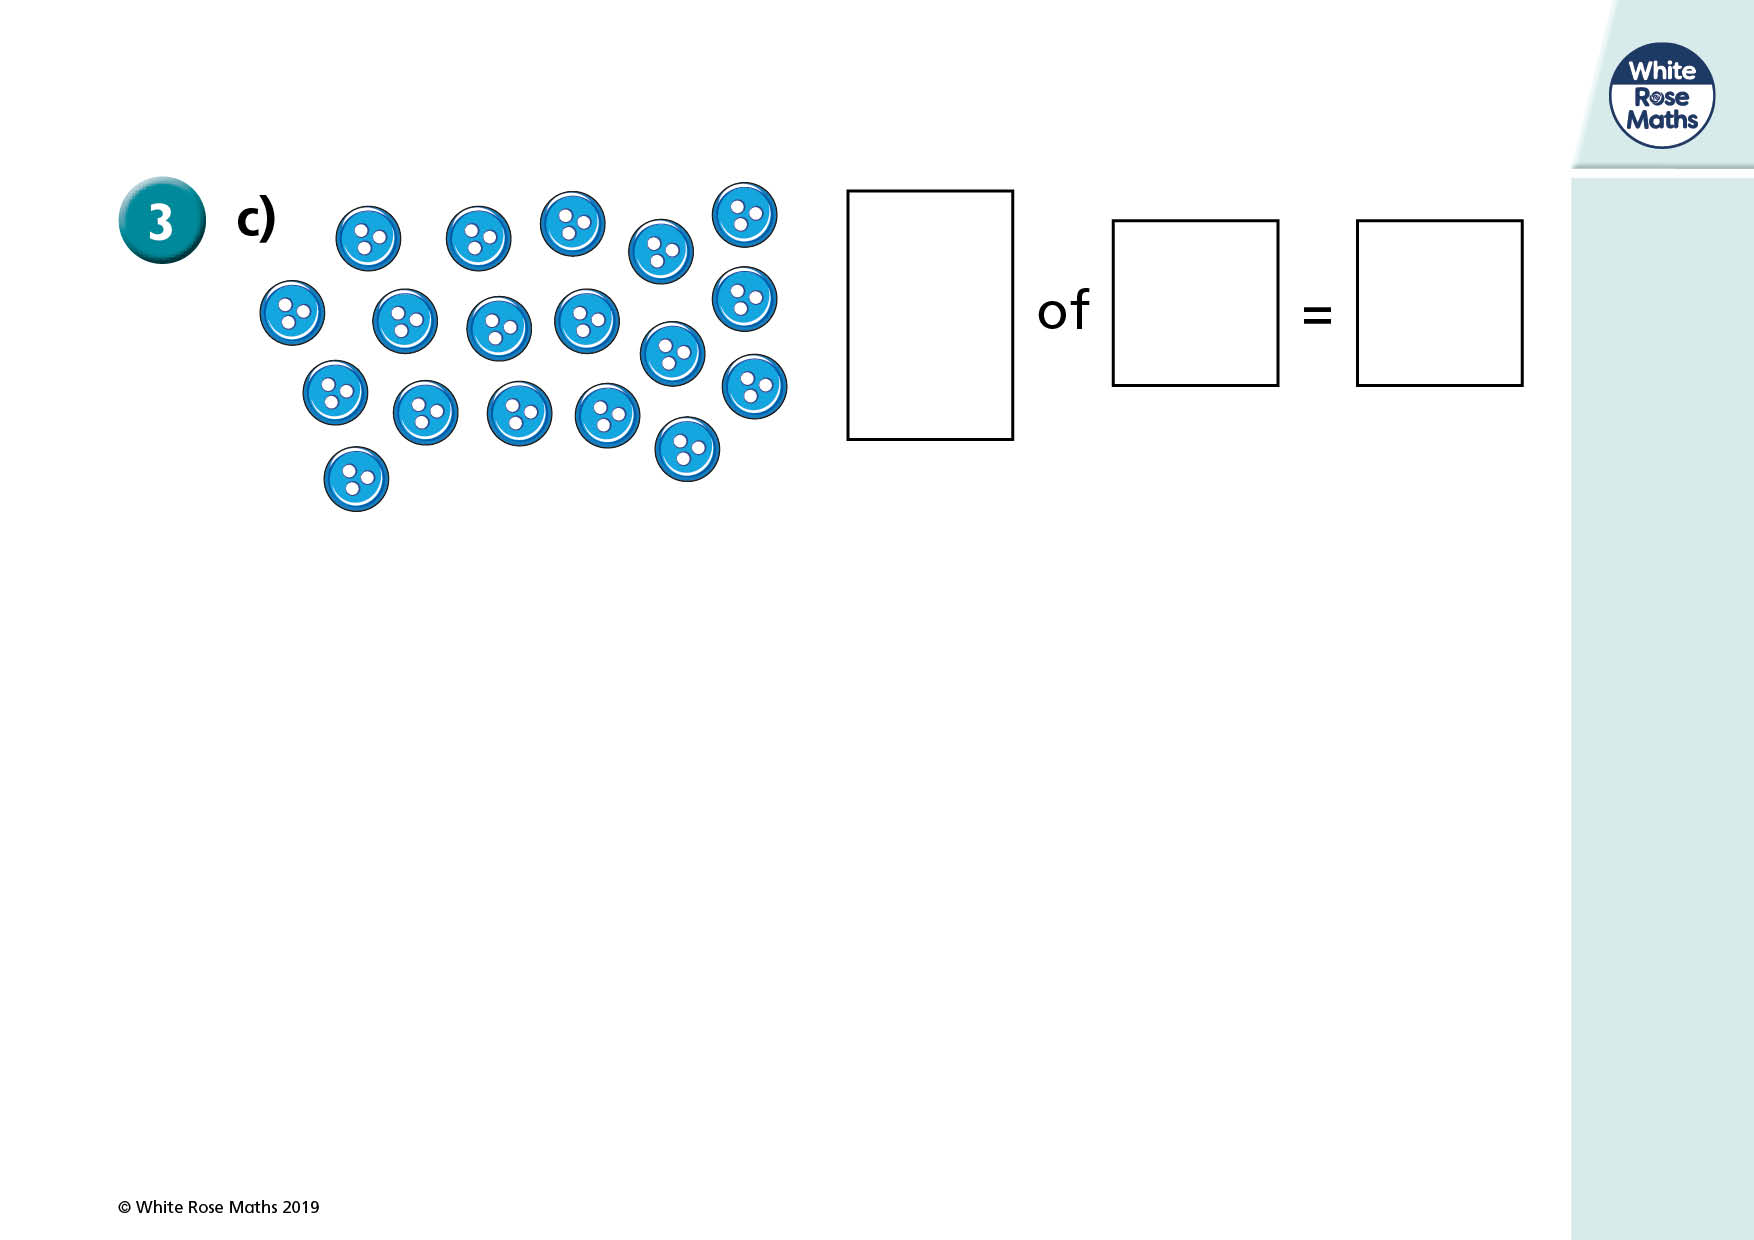 White
Rose
Maths
3 c)
of =
© White Rose Maths 2019